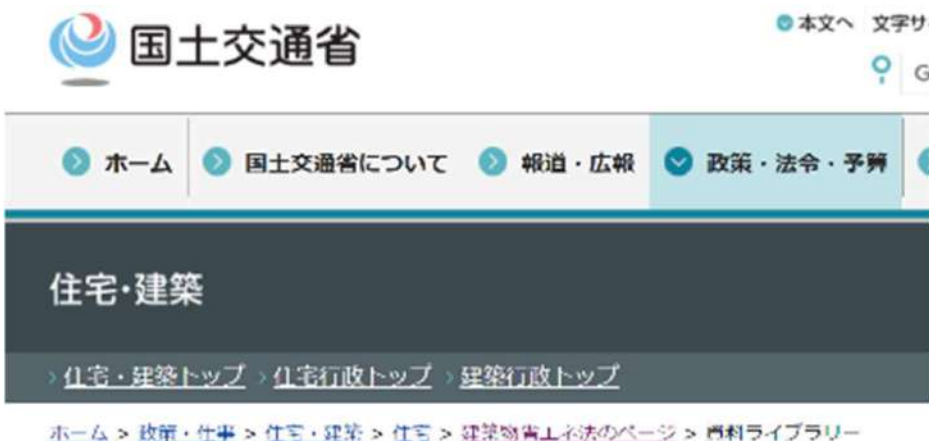 本文へ 文字サ
国土交通省
G
ホーム 国土交通省について 報道・広報 政策・法令・予算
住宅・建築
› 住宅・建築トップ › 住宅行政トップ › 建築行政トップ
ホーム > 政策・仕事 > 住宅・建築 > 住宅 > 建築物省エネ法のページ > 資料ライブラリー